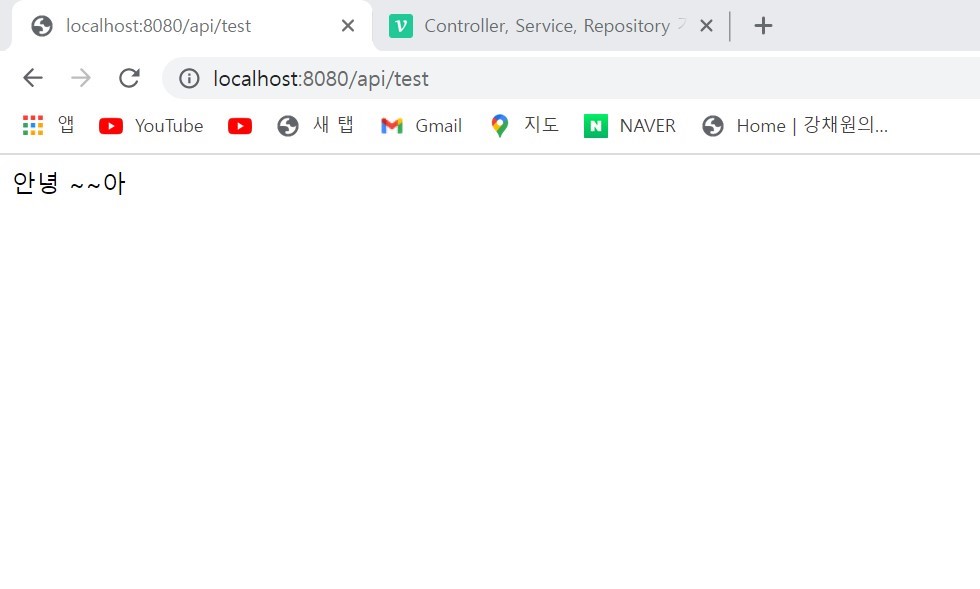 localhost:8080/api/test
Controller, Service, Repository
localhost:8080/api/test
앱 YouTube 새 탭 Gmail 지도 NAVER Home | 강채원의...
안녕 ~~아